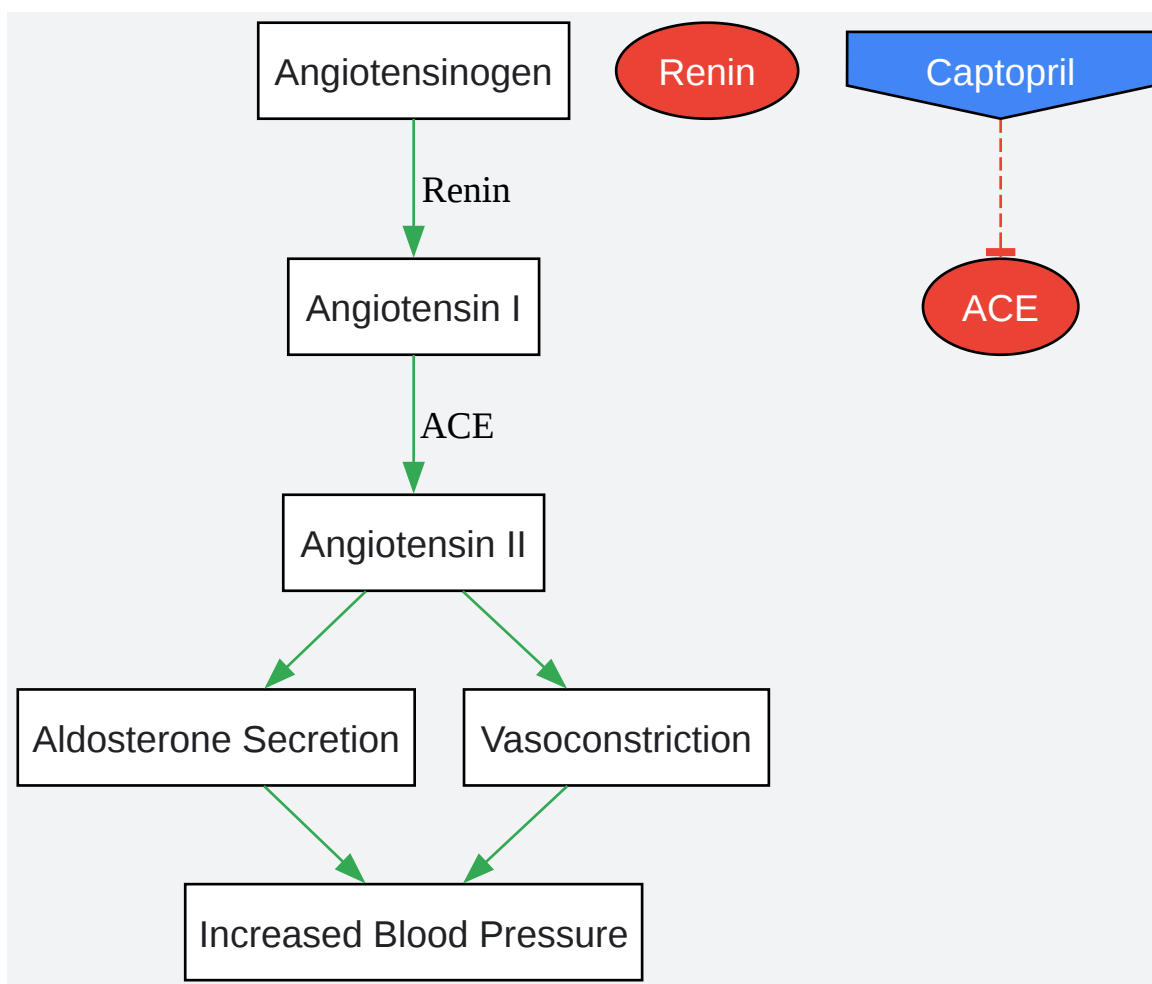 Angiotensinogen
Renin
Captopril
Renin
Angiotensin I
ACE
ACE
Angiotensin II
Aldosterone Secretion
Vasoconstriction
Increased Blood Pressure